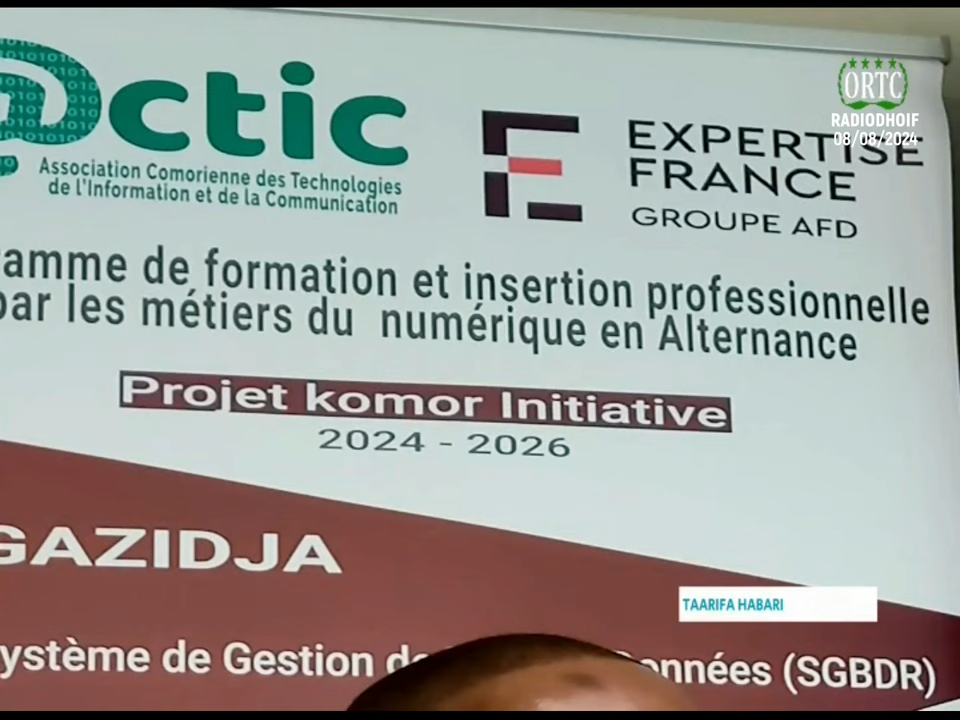 @ctic
Association Comorienne des Technologies
de l'Information et de la Communication
EXPERTISE
FRANCE
GROUPE AFD
ORTC
RADIODHOIF
08/08/2024
amme de formation et insertion professionnelle
par les métiers du numérique en Alternance
Projet komor Initiative
2024 - 2026
GAZIDJA
TAARIFA HABARI
ystème de Gestion de nnées (SGBDR)